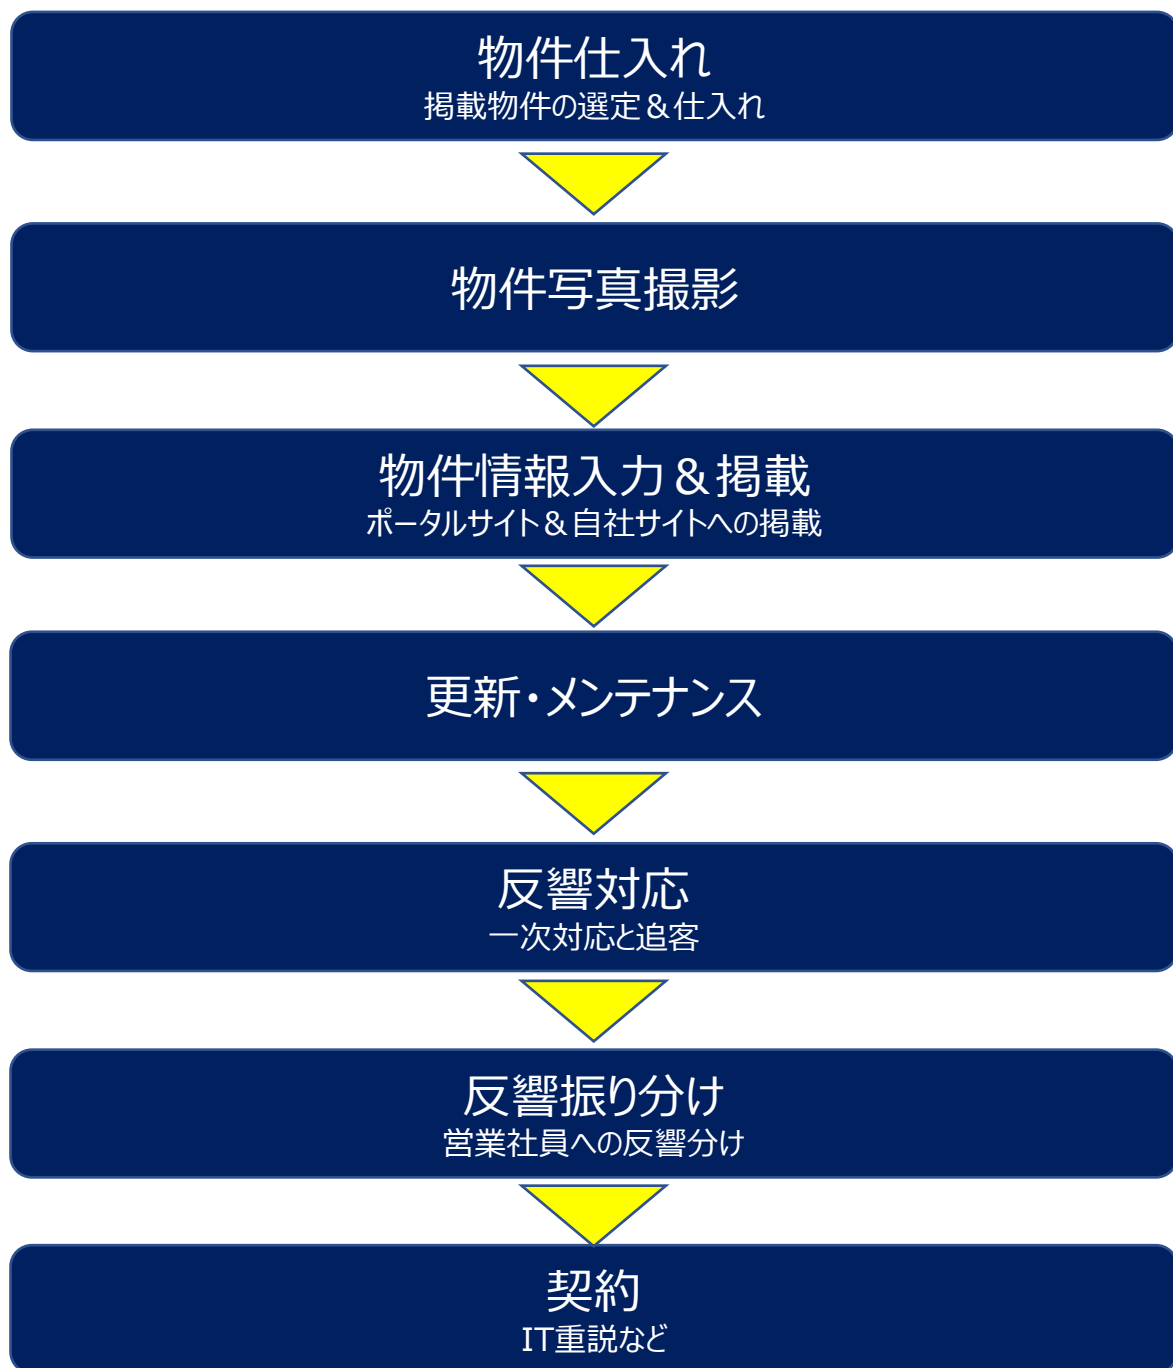 物件仕入れ
掲載物件の選定＆仕入れ
物件写真撮影
物件情報入力＆掲載
ポータルサイト＆自社サイトへの掲載
更新・メンテナンス
反響対応
一次対応と追客
反響振り分け
営業社員への反響分け
契約
IT重説など